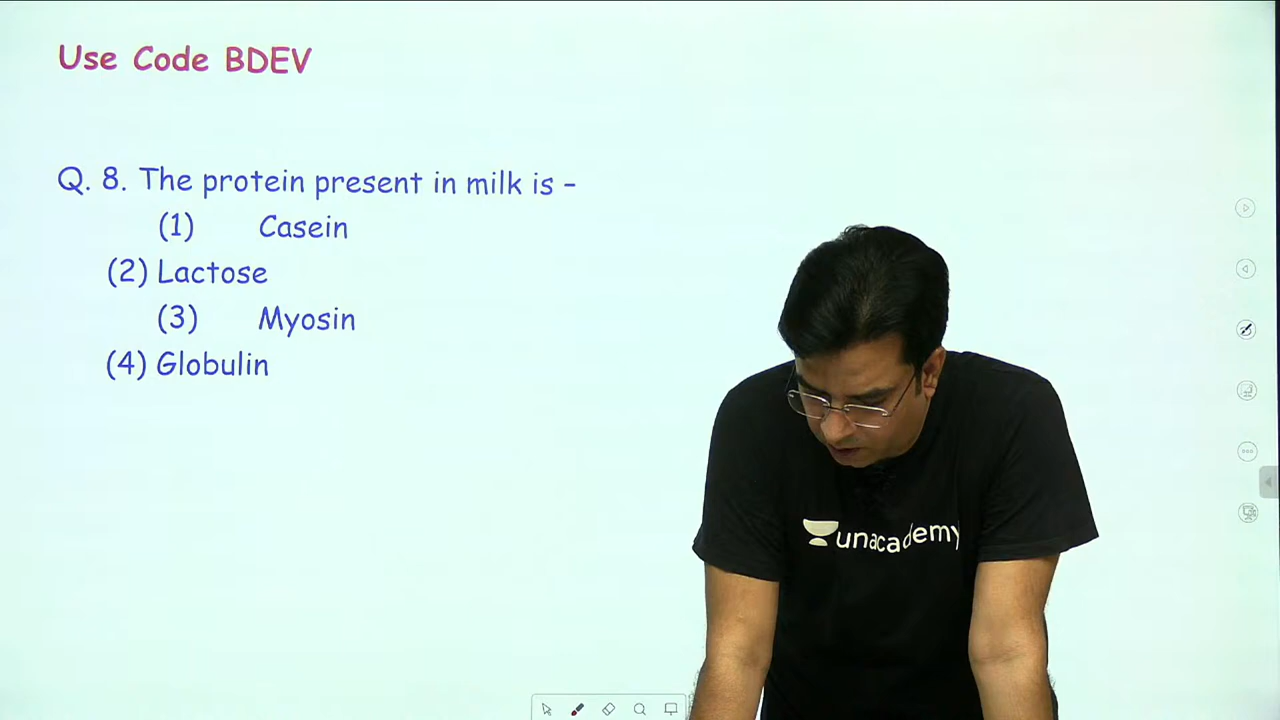 Use Code BDEV
Q. 8. The protein present in milk is –
(1) Casein
(2) Lactose
(3) Myosin
(4) Globulin
unacademy